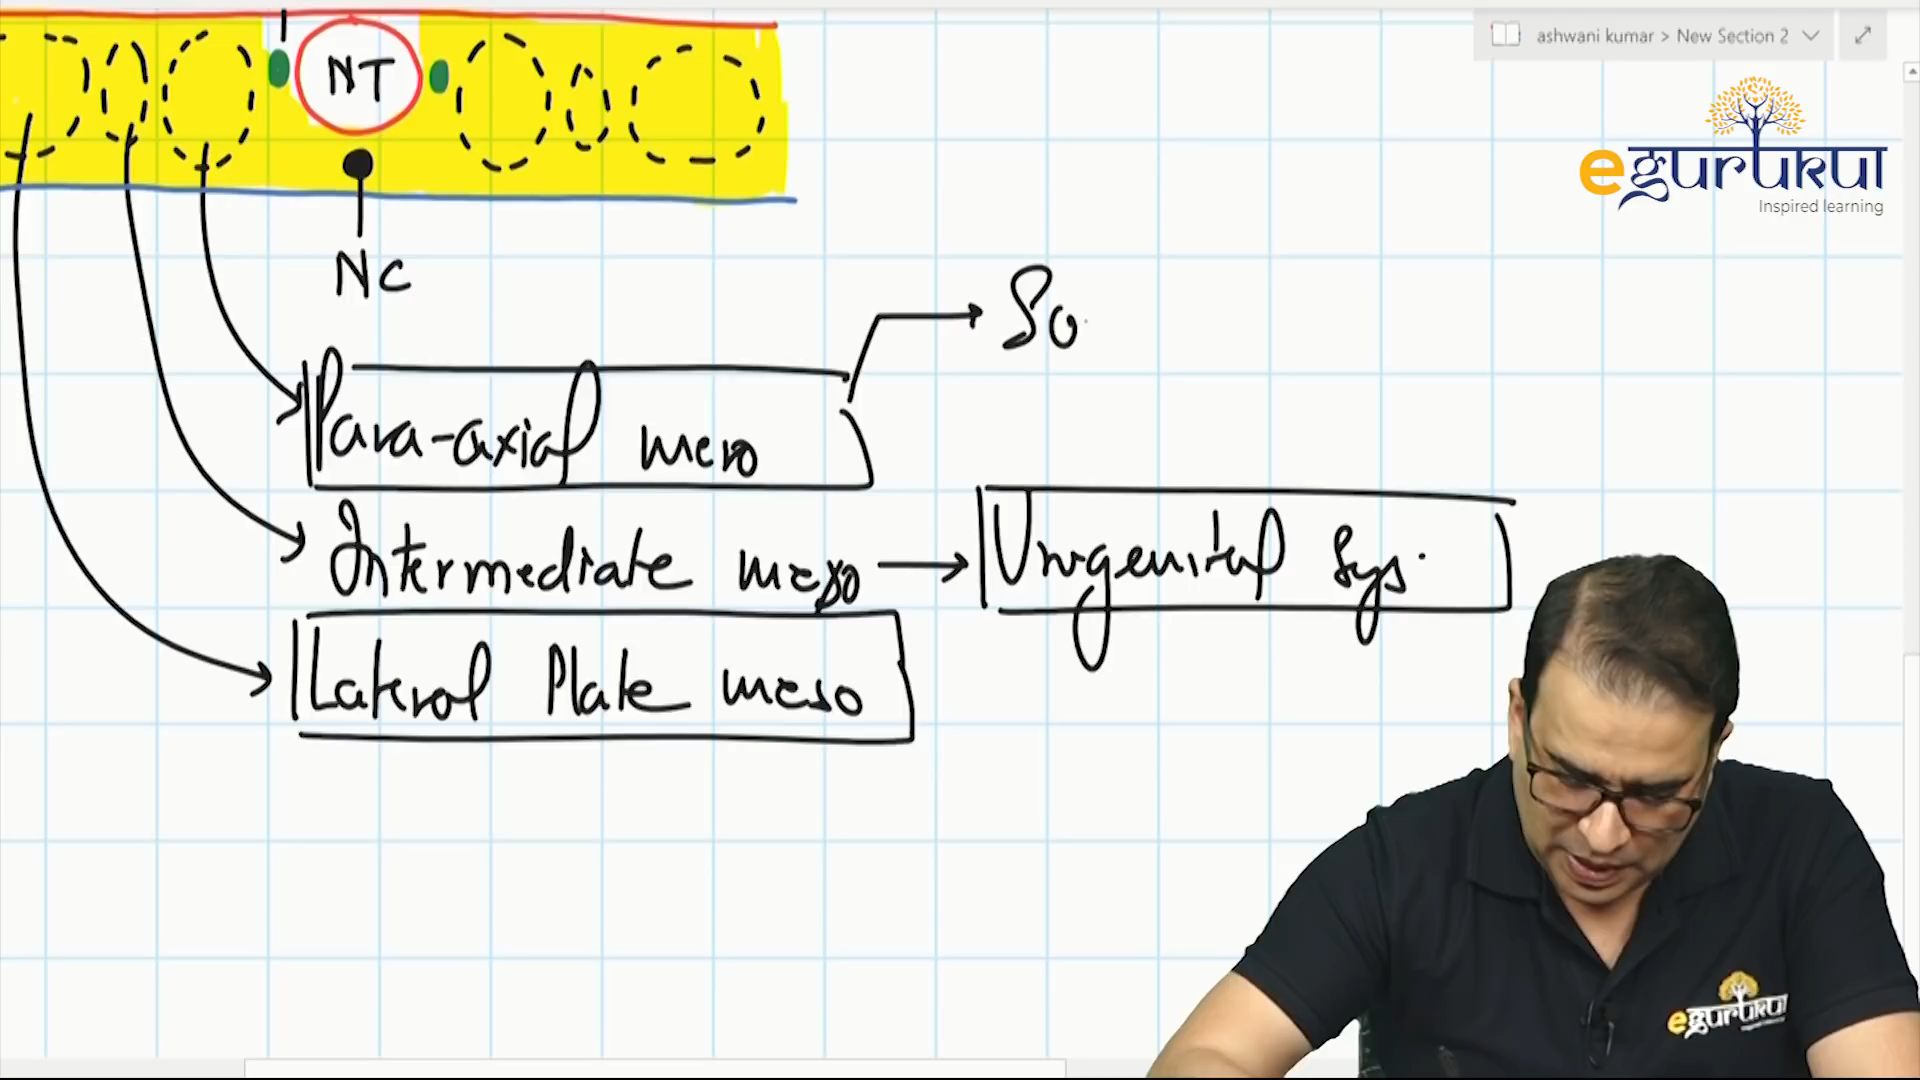 ashwani kumar > New Section 2
NT
egurukul
Inspired learning
NC
So
Para-axial meso
Intermediate meso → Urogenital Sys.
Lateral Plate meso
egurukul